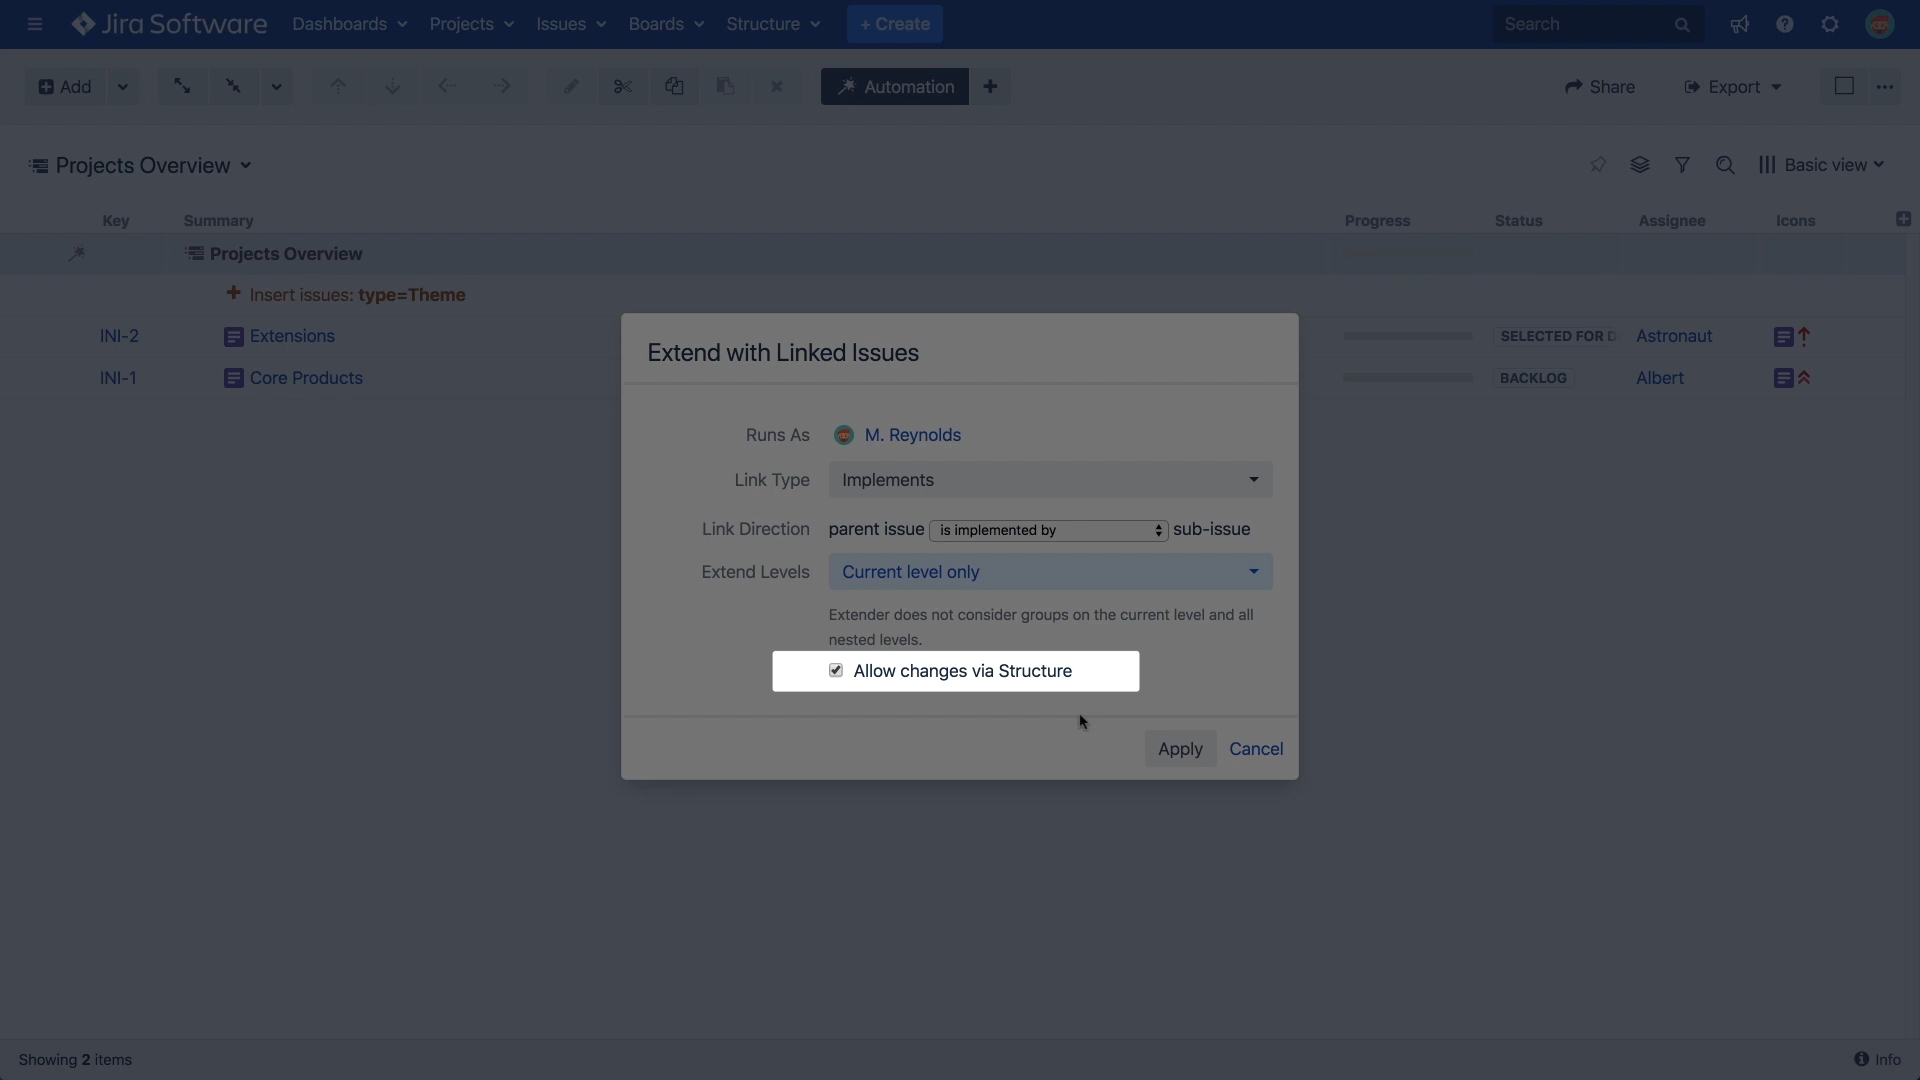 Jira Software Dashboards Projects Issues Boards Structure + Create Search
Add Automation Share Export
Projects Overview Basic view
Key Summary Progress Status Assignee Icons
Projects Overview
Insert issues: type=Theme
INI-2 Extensions SELECTED FOR D Astronaut
INI-1 Core Products BACKLOG Albert
Extend with Linked Issues
Runs As M. Reynolds
Link Type Implements
Link Direction parent issue is implemented by sub-issue
Extend Levels Current level only
Extender does not consider groups on the current level and all
nested levels.
Allow changes via Structure
Apply Cancel
Showing 2 items Info